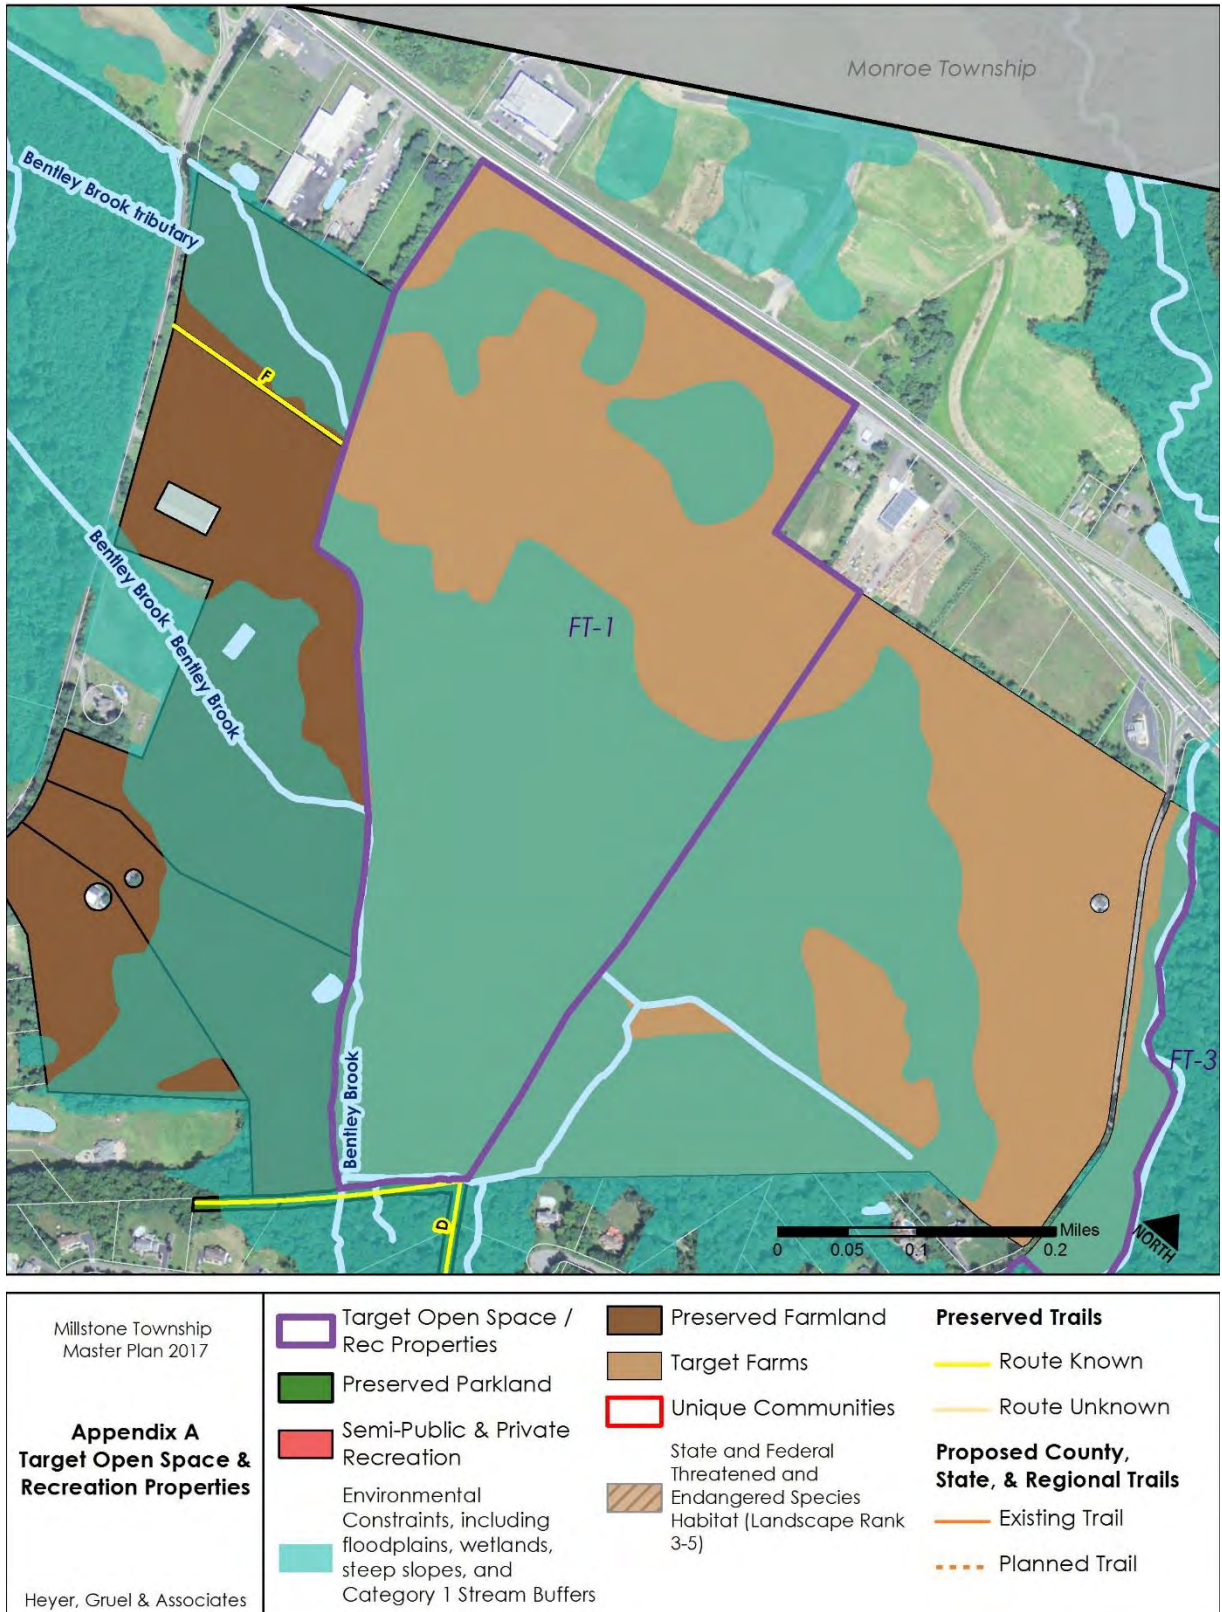 Monroe Township
Bentley Brook tributary
F
Bentley Brook
Bentley Brook
FT-1
FT-3
Bentley Brook
D
Miles
0 0.05 0.1 0.2
NORTH
Millstone Township
Master Plan 2017
Appendix A
Target Open Space &
Recreation Properties
Heyer, Gruel & Associates
Target Open Space /
Rec Properties
Preserved Parkland
Semi-Public & Private
Recreation
Environmental
Constraints, including
floodplains, wetlands,
steep slopes, and
Category 1 Stream Buffers
Preserved Farmland
Target Farms
Unique Communities
State and Federal
Threatened and
Endangered Species
Habitat (Landscape Rank
3-5)
Preserved Trails
Route Known
Route Unknown
Proposed County,
State, & Regional Trails
Existing Trail
Planned Trail